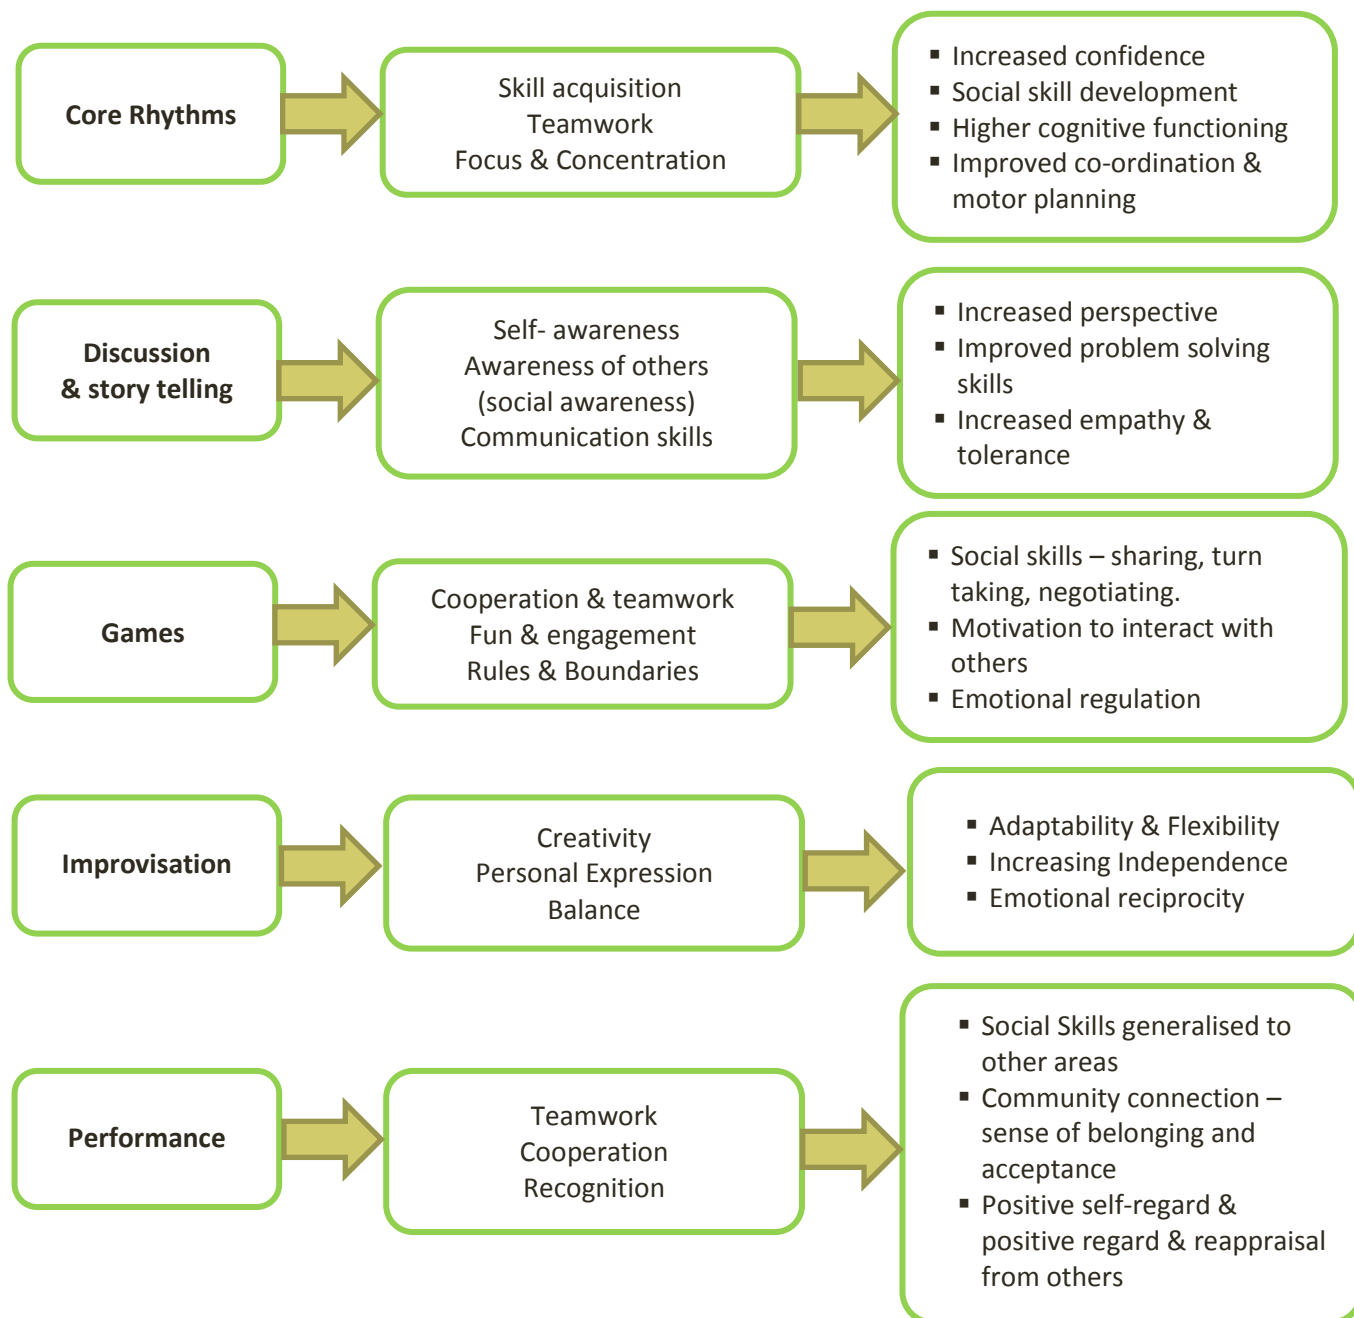 Core Rhythms
Skill acquisition
Teamwork
Focus & Concentration
▪ Increased confidence
▪ Social skill development
▪ Higher cognitive functioning
▪ Improved co-ordination &
motor planning
Discussion
& story telling
Self- awareness
Awareness of others
(social awareness)
Communication skills
▪ Increased perspective
▪ Improved problem solving
skills
▪ Increased empathy &
tolerance
Games
Cooperation & teamwork
Fun & engagement
Rules & Boundaries
▪ Social skills – sharing, turn
taking, negotiating.
▪ Motivation to interact with
others
▪ Emotional regulation
Improvisation
Creativity
Personal Expression
Balance
▪ Adaptability & Flexibility
▪ Increasing Independence
▪ Emotional reciprocity
Performance
Teamwork
Cooperation
Recognition
▪ Social Skills generalised to
other areas
▪ Community connection –
sense of belonging and
acceptance
▪ Positive self-regard &
positive regard & reappraisal
from others